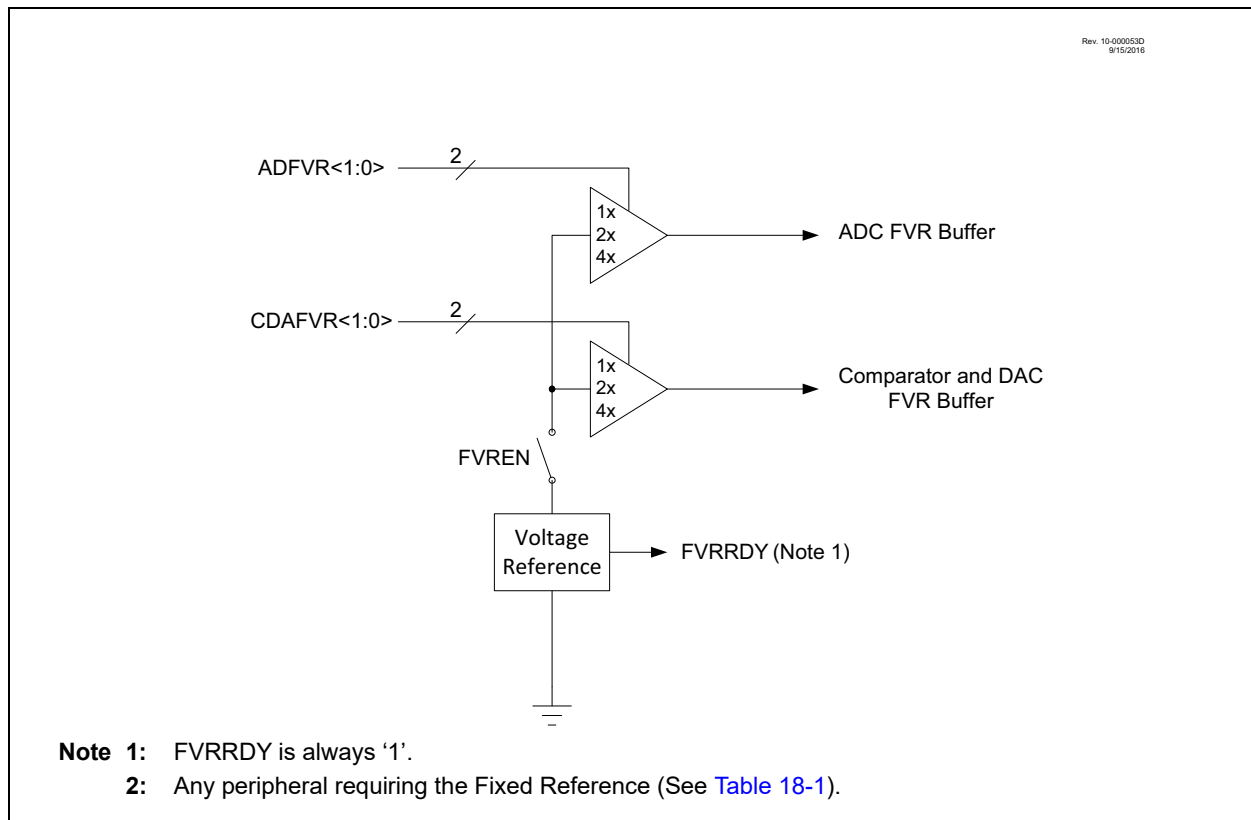 Rev. 10-000053D
9/15/2016
ADFVR<1:0>
2
1x
2x
4x
ADC FVR Buffer
CDAFVR<1:0>
2
1x
2x
4x
Comparator and DAC
FVR Buffer
FVREN
Voltage
Reference
FVRRDY (Note 1)
Note 1: FVRRDY is always ‘1’.
2: Any peripheral requiring the Fixed Reference (See Table 18-1).